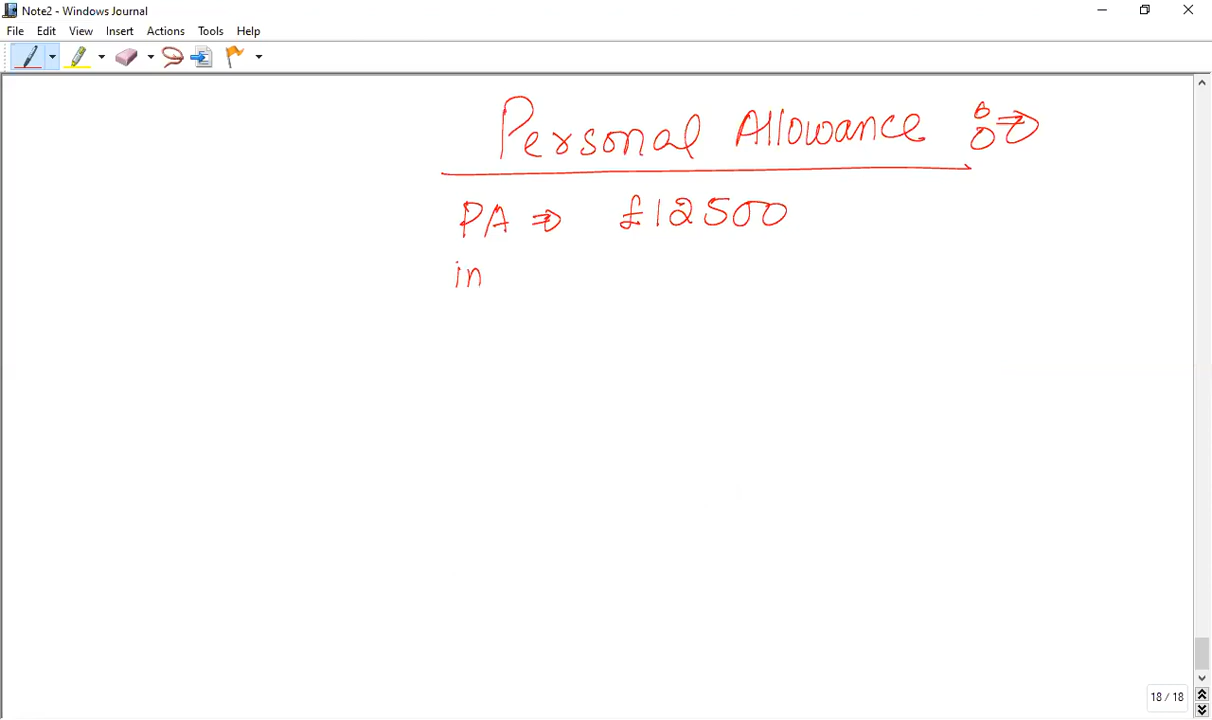 Note2 - Windows Journal
File Edit View Insert Actions Tools Help
Personal Allowance :⇒
PA ⇒ £12500
in
18 / 18